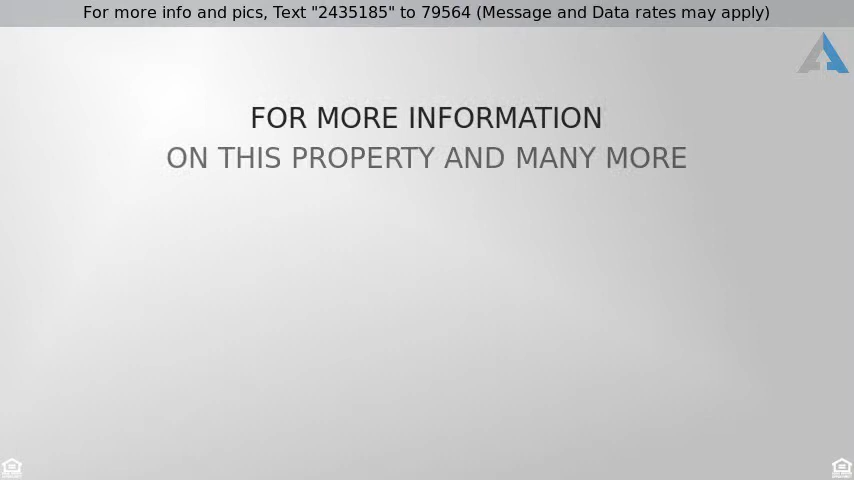 For more info and pics, Text "2435185" to 79564 (Message and Data rates may apply)
FOR MORE INFORMATION
ON THIS PROPERTY AND MANY MORE